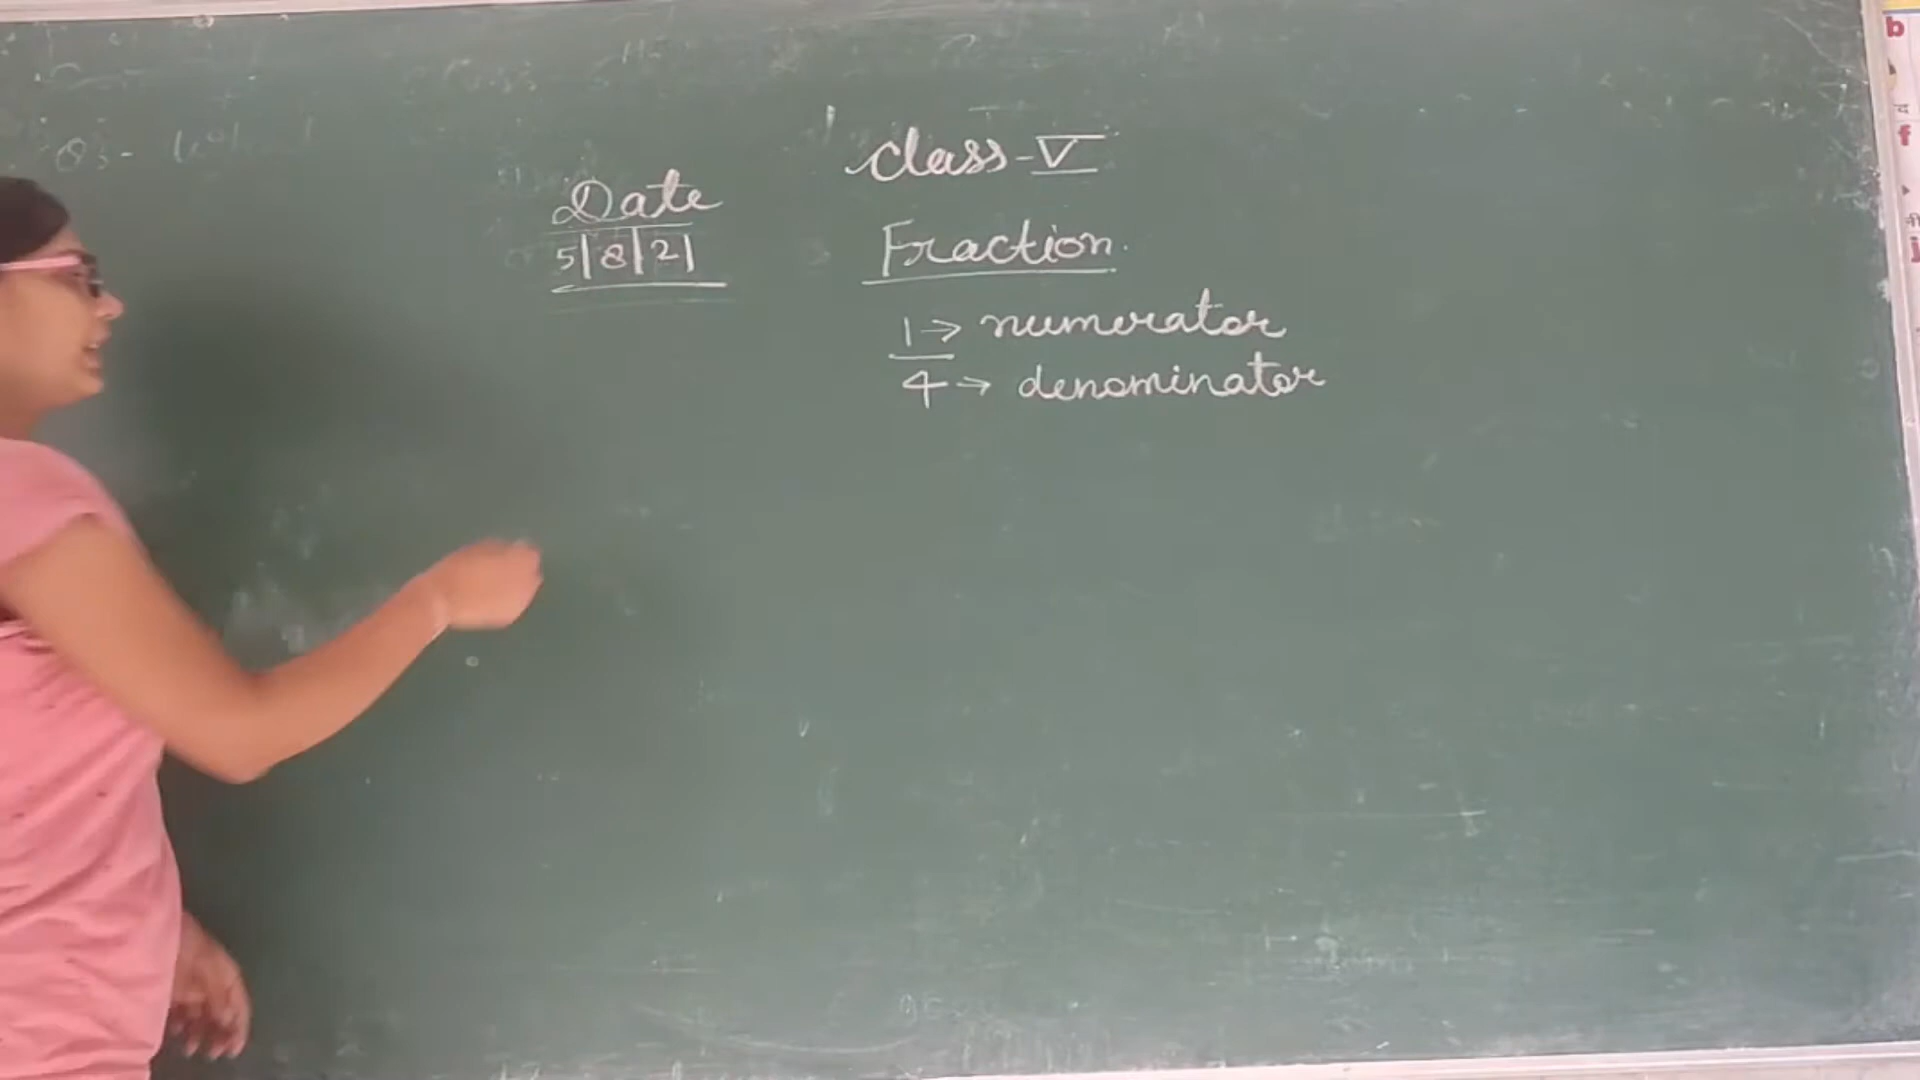 class-V
Date
5|8|21
Fraction.
1 → numerator
4 → denominator
b
f
j